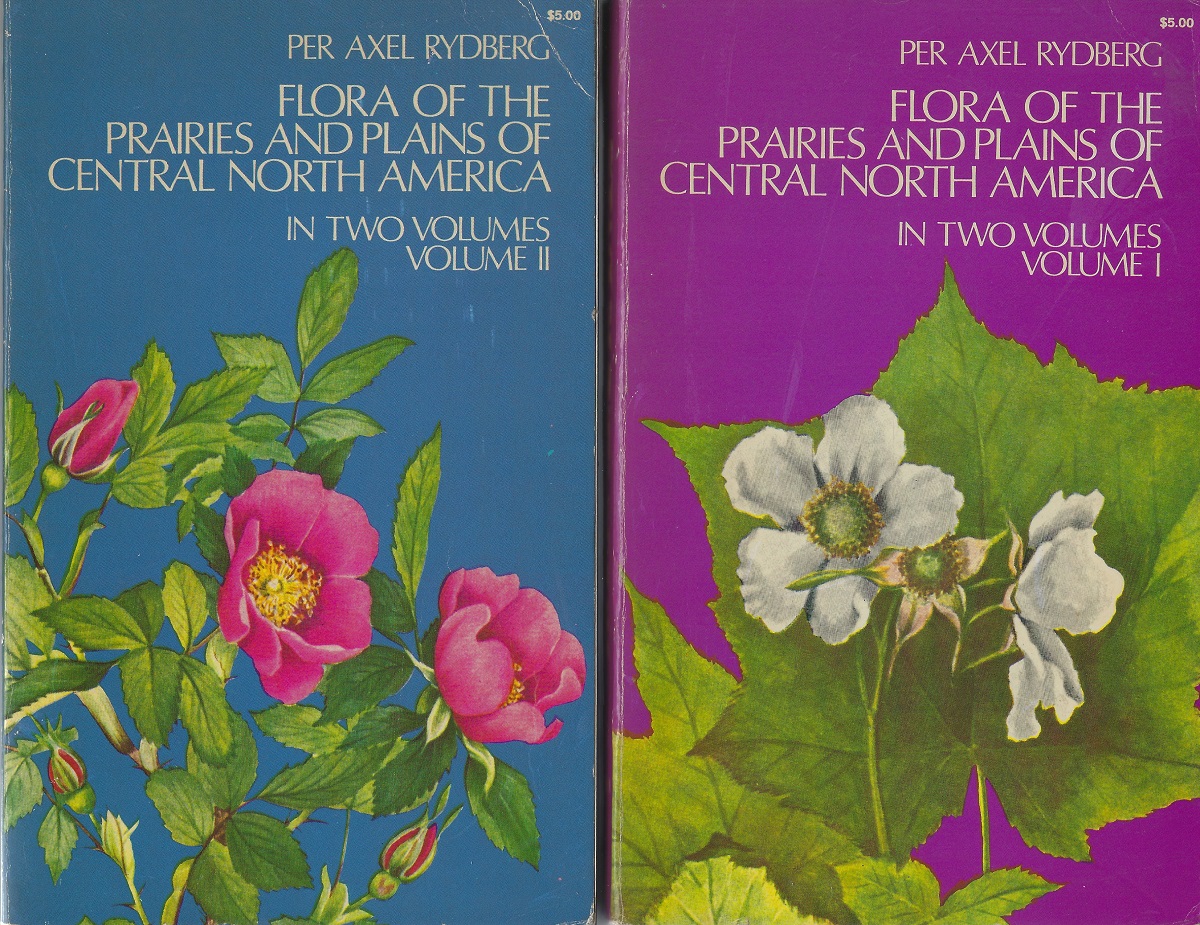 $5.00
PER AXEL RYDBERG
FLORA OF THE
PRAIRIES AND PLAINS OF
CENTRAL NORTH AMERICA
IN TWO VOLUMES
VOLUME II
$5.00
PER AXEL RYDBERG
FLORA OF THE
PRAIRIES AND PLAINS OF
CENTRAL NORTH AMERICA
IN TWO VOLUMES
VOLUME I